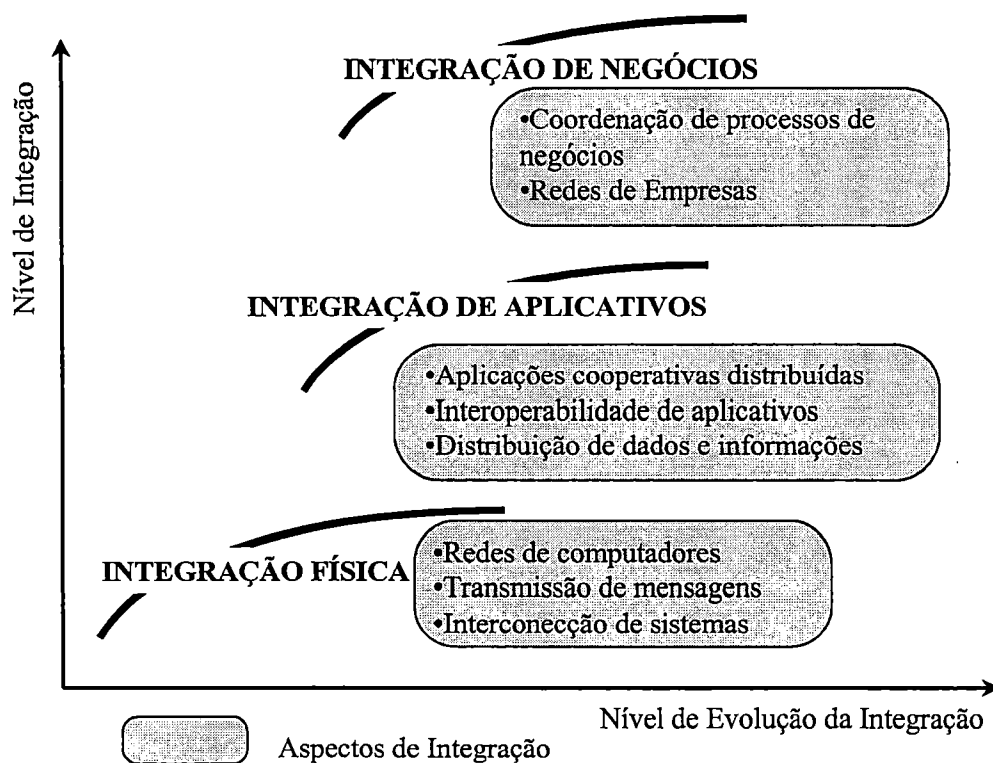 INTEGRAÇÃO DE NEGÓCIOS
•Coordenação de processos de
negócios
•Redes de Empresas
Nível de Integração
INTEGRAÇÃO DE APLICATIVOS
•Aplicações cooperativas distribuídas
•Interoperabilidade de aplicativos
•Distribuição de dados e informações
INTEGRAÇÃO FÍSICA
•Redes de computadores
•Transmissão de mensagens
•Interconecção de sistemas
Nível de Evolução da Integração
Aspectos de Integração